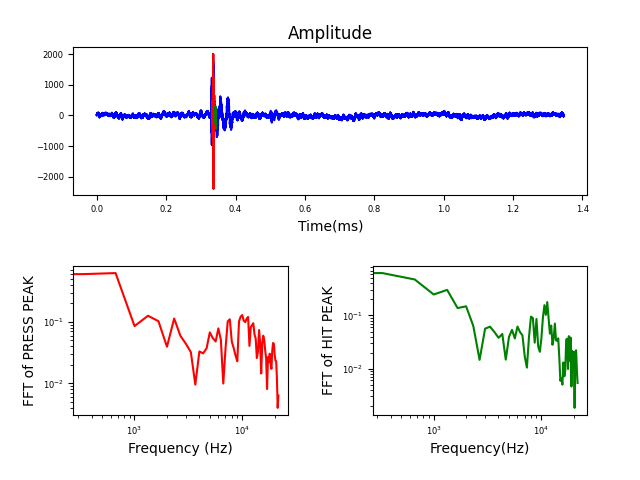 Amplitude
2000
1000
0
−1000
−2000
0.0 0.2 0.4 0.6 0.8 1.0 1.2 1.4
Time(ms)
FFT of PRESS PEAK
10⁻¹
10⁻²
10³ 10⁴
Frequency (Hz)
FFT of HIT PEAK
10⁻¹
10⁻²
10³ 10⁴
Frequency(Hz)